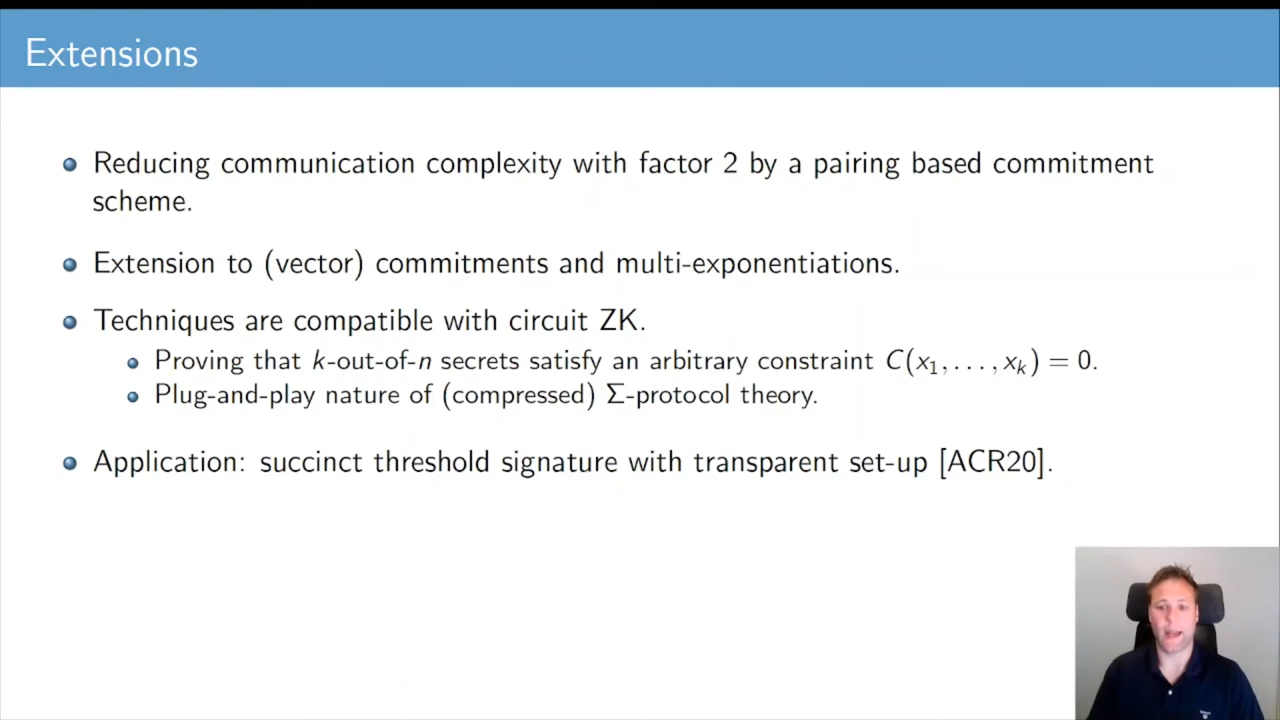 Extensions
Reducing communication complexity with factor 2 by a pairing based commitment
scheme.
Extension to (vector) commitments and multi-exponentiations.
Techniques are compatible with circuit ZK.
Proving that k-out-of-n secrets satisfy an arbitrary constraint C(x₁, . . . , xₖ) = 0.
Plug-and-play nature of (compressed) Σ-protocol theory.
Application: succinct threshold signature with transparent set-up [ACR20].